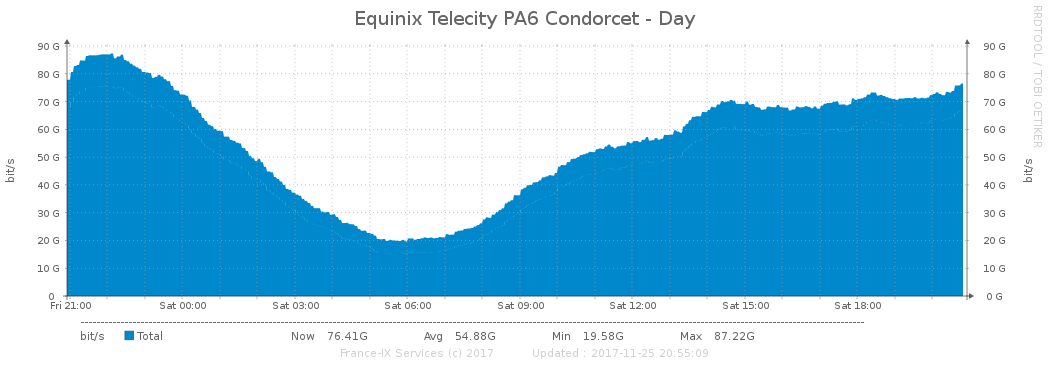 Equinix Telecity PA6 Condorcet - Day
RRDTOOL / TOBI OETIKER
90 G 90 G
80 G 80 G
70 G 70 G
60 G 60 G
50 G 50 G
40 G 40 G
30 G 30 G
20 G 20 G
10 G 10 G
0 0 G
bit/s bit/s
Fri 21:00 Sat 00:00 Sat 03:00 Sat 06:00 Sat 09:00 Sat 12:00 Sat 15:00 Sat 18:00
bit/s Total Now 76.41G Avg 54.88G Min 19.58G Max 87.22G
France-IX Services (c) 2017 Updated : 2017-11-25 20:55:09